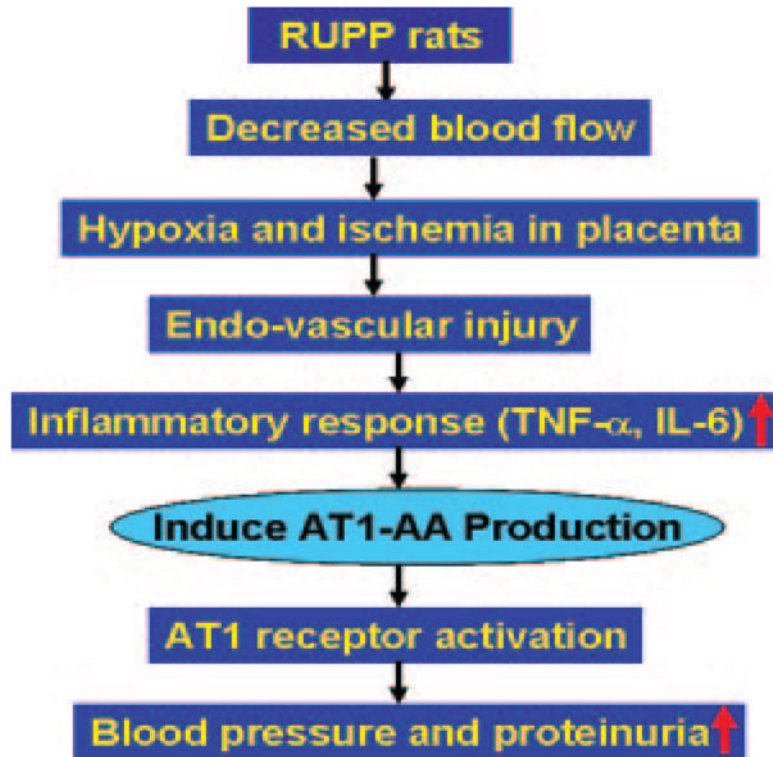 RUPP rats
Decreased blood flow
Hypoxia and ischemia in placenta
Endo-vascular injury
Inflammatory response (TNF-α, IL-6)
Induce AT1-AA Production
AT1 receptor activation
Blood pressure and proteinuria